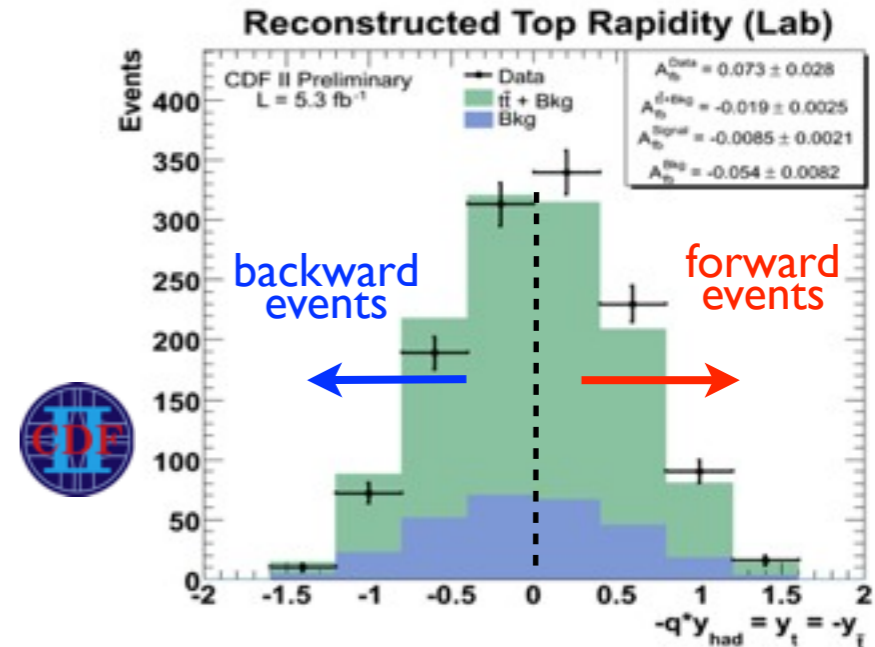 Reconstructed Top Rapidity (Lab)
Events
CDF II Preliminary
L = 5.3 fb⁻¹
Data
tt̄ + Bkg
Bkg
A_fb^Data = 0.073 ± 0.028
A_fb^tt̄+Bkg = -0.019 ± 0.0025
A_fb^Signal = -0.0085 ± 0.0021
A_fb^Bkg = -0.054 ± 0.0082
400
350
300
250
200
150
100
50
0
backward
events
forward
events
II
CDF
-2 -1.5 -1 -0.5 0 0.5 1 1.5 2
-q*y_had = y_t = -y_t̄